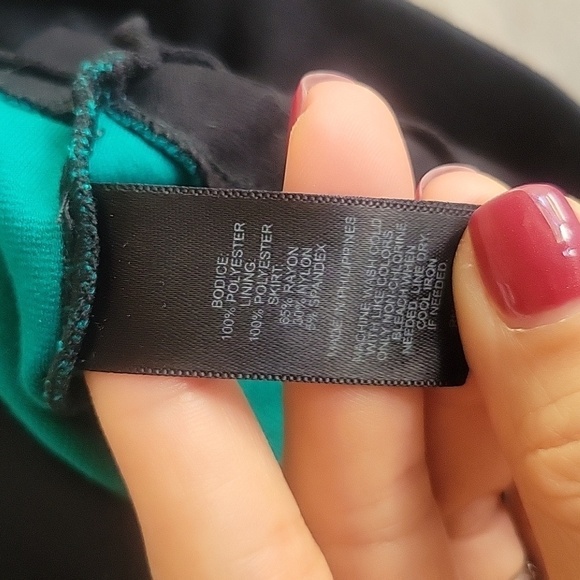 BODICE:
100% POLYESTER
LINING:
100% POLYESTER
SKIRT:
65% RAYON
30% NYLON
5% SPANDEX
MADE IN PHILIPPINES
MACHINE WASH COLD
WITH LIKE COLORS
ONLY NON-CHLORINE
BLEACH WHEN
NEEDED. LINE DRY
COOL IRON
IF NEEDED